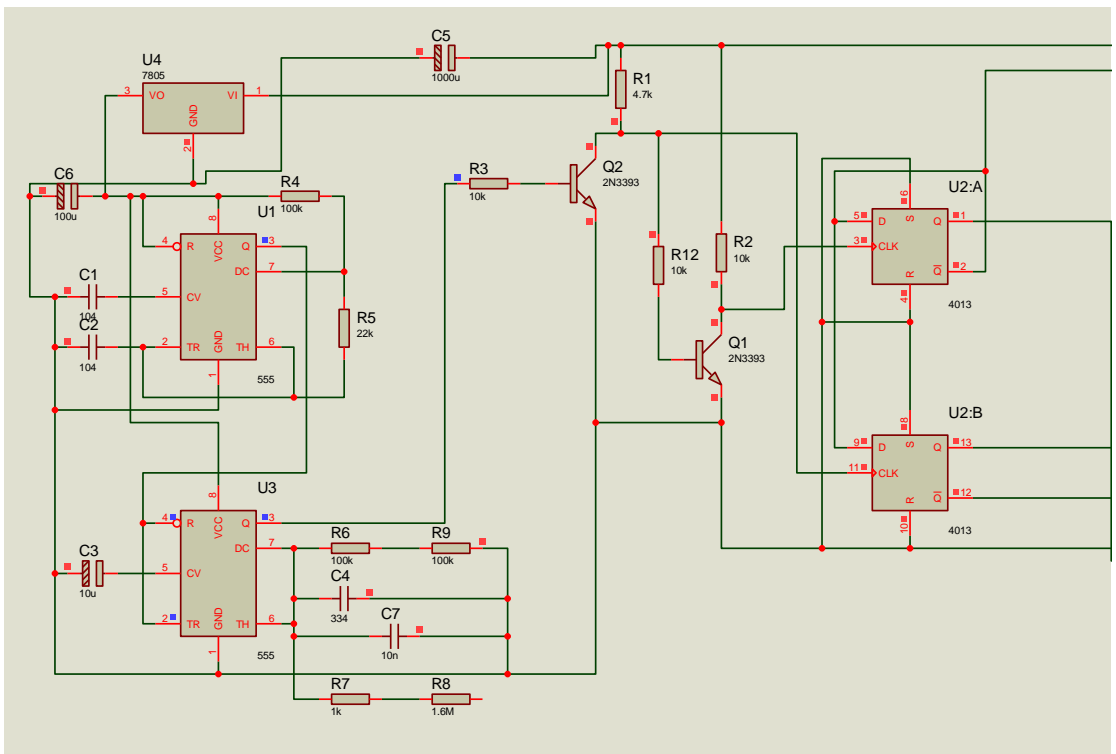 C5
1000u
U4
7805
3
VO
VI
1
GND
2
R1
4.7k
C6
100u
R4
100k
R3
10k
Q2
2N3393
U1
8
4
R
VCC
Q
3
DC
7
C1
104
5
CV
C2
104
2
TR
GND
TH
6
1
555
R5
22k
R12
10k
R2
10k
Q1
2N3393
U2:A
6
5
D
S
Q
1
3
CLK
R
Q
2
4
4013
U2:B
8
9
D
S
Q
13
11
CLK
R
Q
12
10
4013
U3
8
4
R
VCC
Q
3
DC
7
C3
10u
5
CV
2
TR
GND
TH
6
1
555
R6
100k
R9
100k
C4
334
C7
10n
R7
1k
R8
1.6M